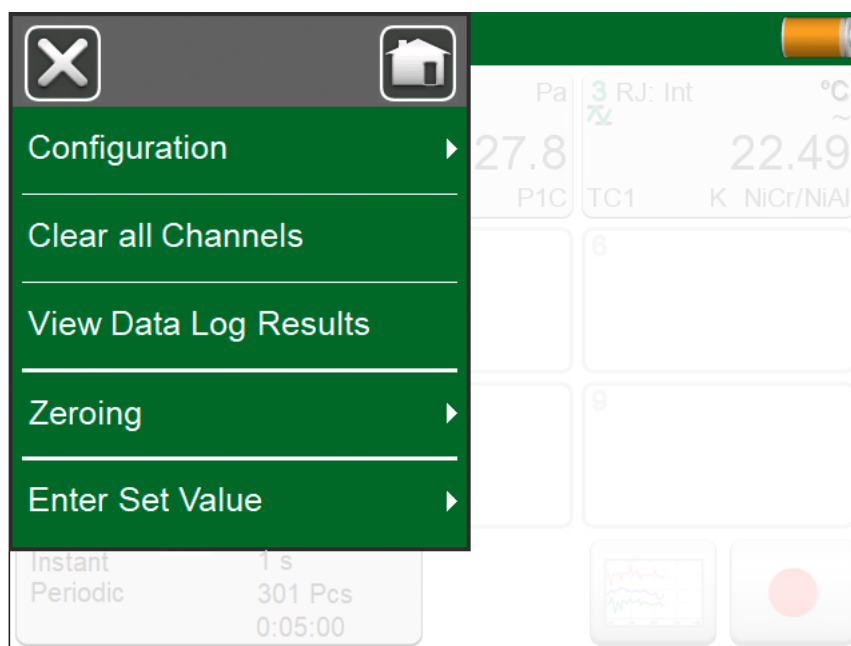 Configuration
Clear all Channels
View Data Log Results
Zeroing
Enter Set Value
Pa
27.8
P1C
3 RJ: Int °C
~
22.49
TC1 K NiCr/NiAl
6
9
Instant 1 s
Periodic 301 Pcs
0:05:00